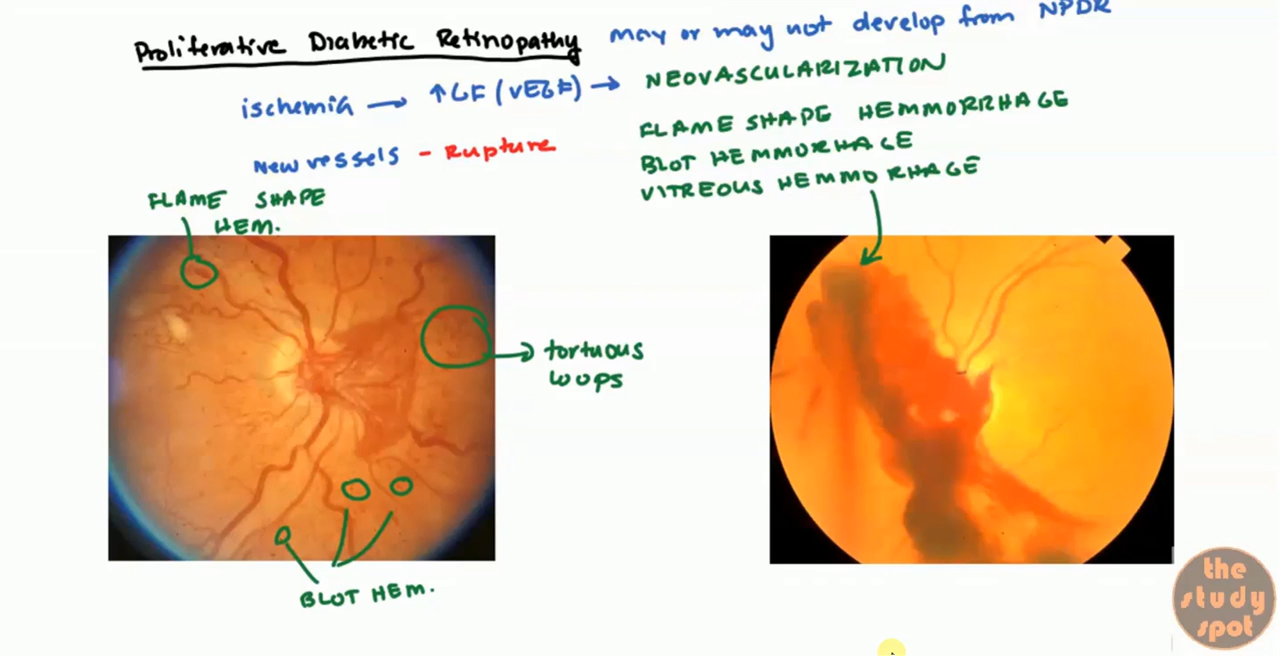 Proliferative Diabetic Retinopathy may or may not develop from NPDR
ischemia → ↑GF (VEGF) → NEOVASCULARIZATION
FLAME SHAPE HEMMORRHAGE
New vessels - Rupture
BLOT HEMMORHAGE
VITREOUS HEMMORHAGE
FLAME SHAPE
HEM.
tortuous
loops
BLOT HEM.
the
study
spot